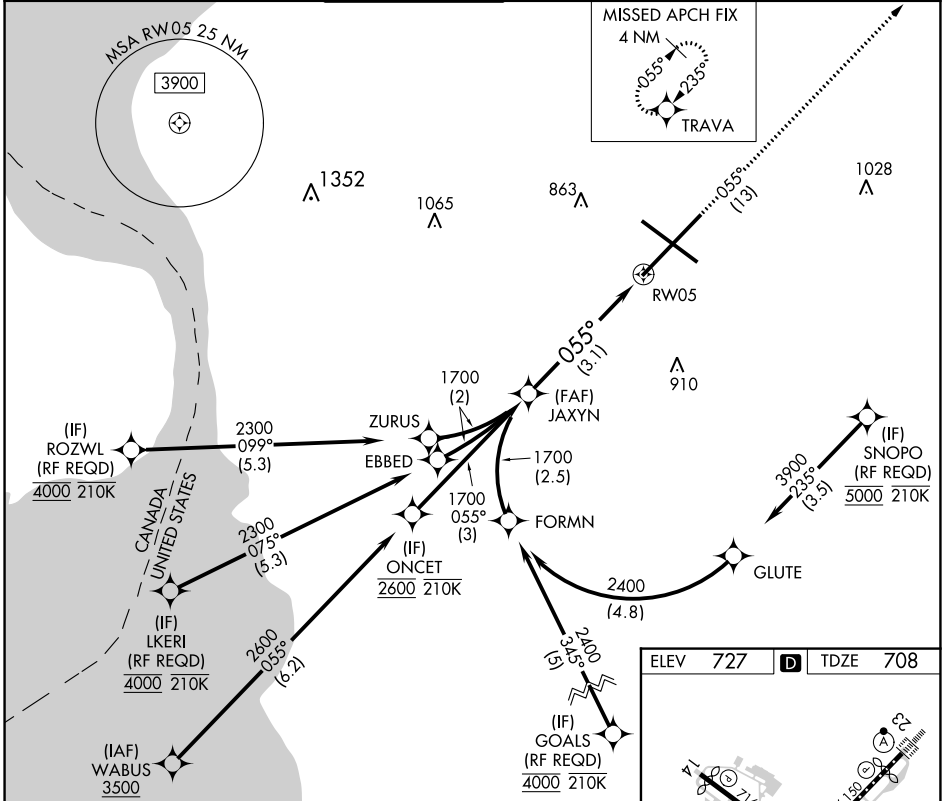 MSA RW05 25 NM
3900
MISSED APCH FIX
4 NM
055°
235°
TRAVA
1352
1065
863
1028
055°
(13)
RW05
910
055°
(3.1)
(FAF)
JAXYN
1700
(2)
ZURUS
EBBED
1700
(2.5)
1700
055°
(3)
FORMN
(IF)
ROZWL
(RF REQD)
4000 210K
2300
099°
(5.3)
CANADA
UNITED STATES
2300
075°
(5.3)
(IF)
LKERI
(RF REQD)
4000 210K
(IF)
ONCET
2600 210K
2600
055°
(6.2)
(IAF)
WABUS
3500
(IF)
SNOPO
(RF REQD)
5000 210K
3900
235°
(3.5)
GLUTE
2400
(4.8)
2400
345°
(5)
(IF)
GOALS
(RF REQD)
4000 210K
ELEV 727 D TDZE 708
14
23
A
P
P
150